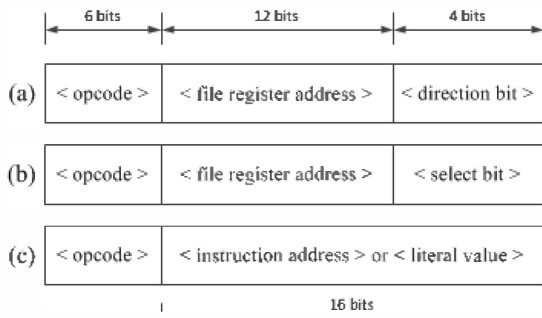 6 bits 12 bits 4 bits
(a) < opcode > < file register address > < direction bit >
(b) < opcode > < file register address > < select bit >
(c) < opcode > < instruction address > or < literal value >
16 bits